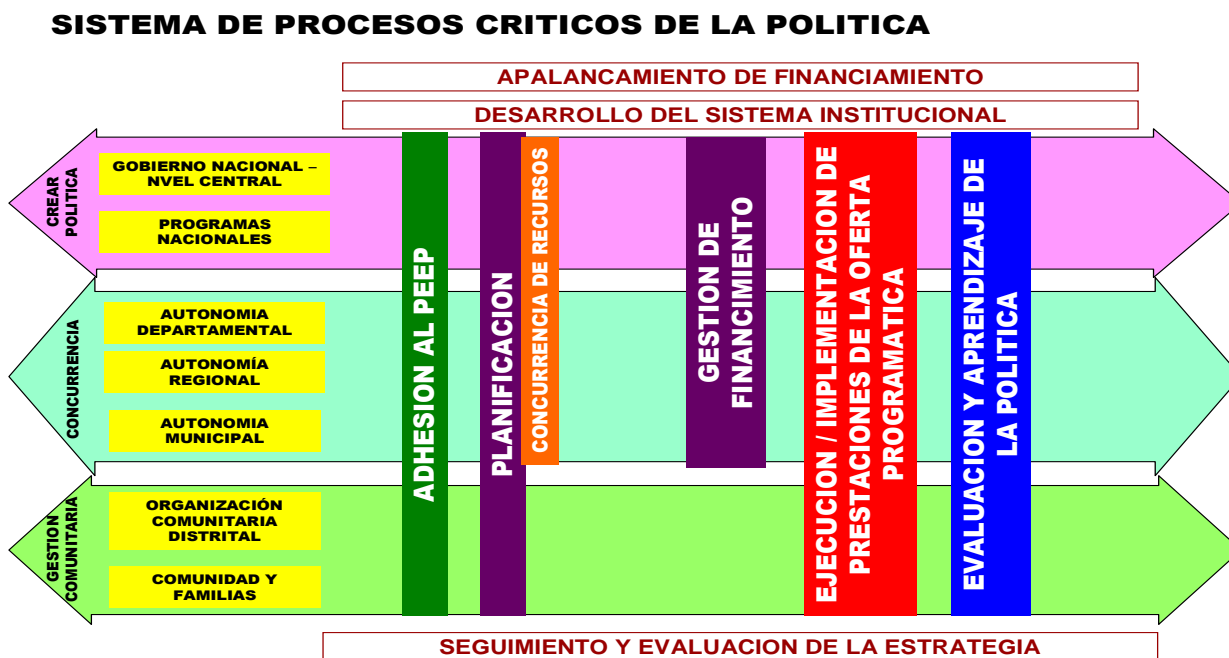 SISTEMA DE PROCESOS CRITICOS DE LA POLITICA
APALANCAMIENTO DE FINANCIAMIENTO
DESARROLLO DEL SISTEMA INSTITUCIONAL
CREAR
POLITICA
GOBIERNO NACIONAL –
NVEL CENTRAL
PROGRAMAS
NACIONALES
CONCURRENCIA
AUTONOMIA
DEPARTAMENTAL
AUTONOMÍA
REGIONAL
AUTONOMIA
MUNICIPAL
GESTION
COMUNITARIA
ORGANIZACIÓN
COMUNITARIA
DISTRITAL
COMUNIDAD Y
FAMILIAS
ADHESION AL PEEP
PLANIFICACION
CONCURRENCIA DE RECURSOS
GESTION DE
FINANCIMIENTO
EJECUCION / IMPLEMENTACION DE
PRESTACIONES DE LA OFERTA
PROGRAMATICA
EVALUACION Y APRENDIZAJE DE
LA POLITICA
SEGUIMIENTO Y EVALUACION DE LA ESTRATEGIA